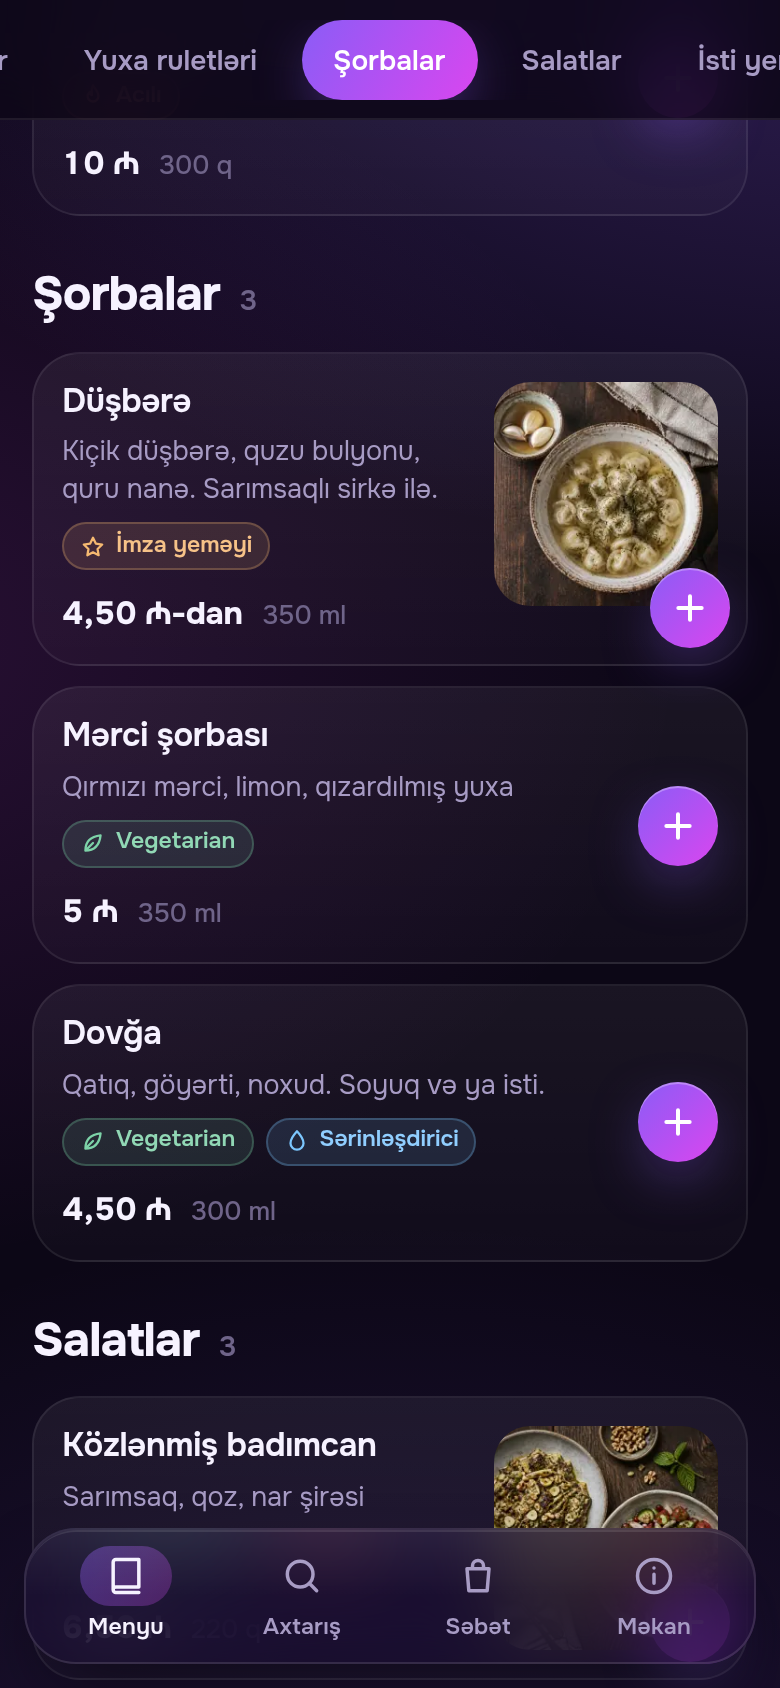 r Yuxa ruletləri Şorbalar Salatlar İsti ye
10 ₼ 300 q
Şorbalar 3
Düşbərə
Kiçik düşbərə, quzu bulyonu,
quru nanə. Sarımsaqlı sirkə ilə.
İmza yeməyi
4,50 ₼-dan 350 ml
Mərci şorbası
Qırmızı mərci, limon, qızardılmış yuxa
Vegetarian
5 ₼ 350 ml
Dovğa
Qatıq, göyərti, noxud. Soyuq və ya isti.
Vegetarian Sərinləşdirici
4,50 ₼ 300 ml
Salatlar 3
Közlənmiş badımcan
Sarımsaq, qoz, nar şirəsi
220 q
Menyu Axtarış Səbət Məkan